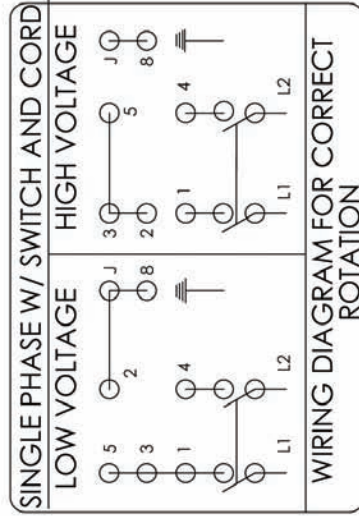 SINGLE PHASE W/ SWITCH AND CORD
LOW VOLTAGE
5
3
1
L1
2
J
8
4
L2
HIGH VOLTAGE
3
2
5
J
8
1
4
L1
L2
WIRING DIAGRAM FOR CORRECT
ROTATION